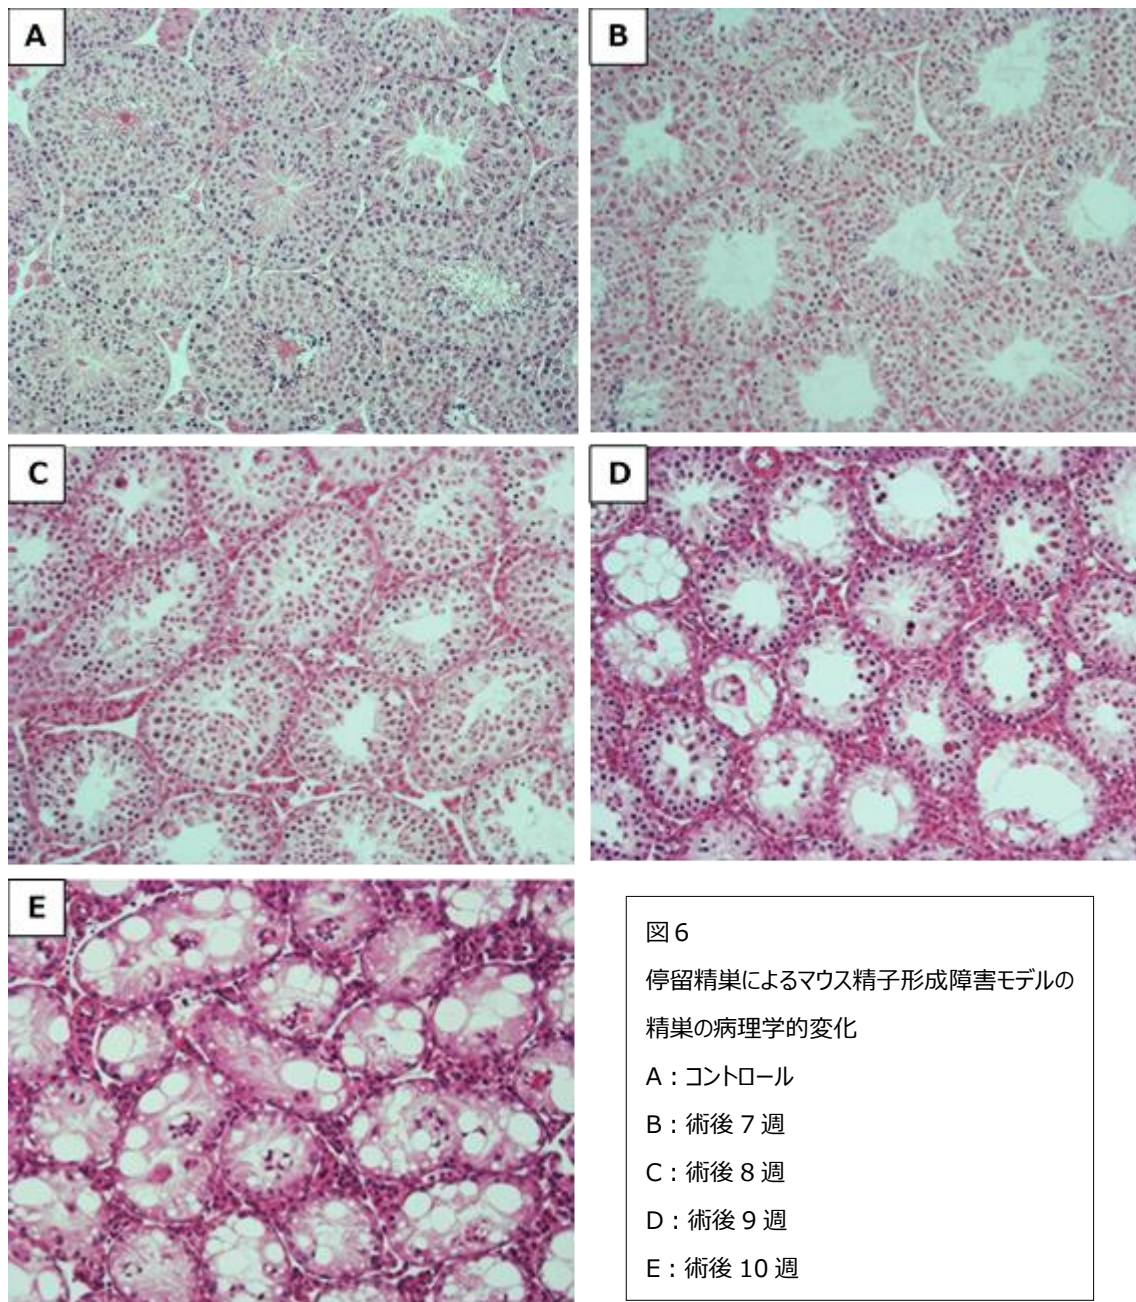 A
B
C
D
E
図6
停留精巣によるマウス精子形成障害モデルの
精巣の病理学的変化
A：コントロール
B：術後7週
C：術後8週
D：術後9週
E：術後10週